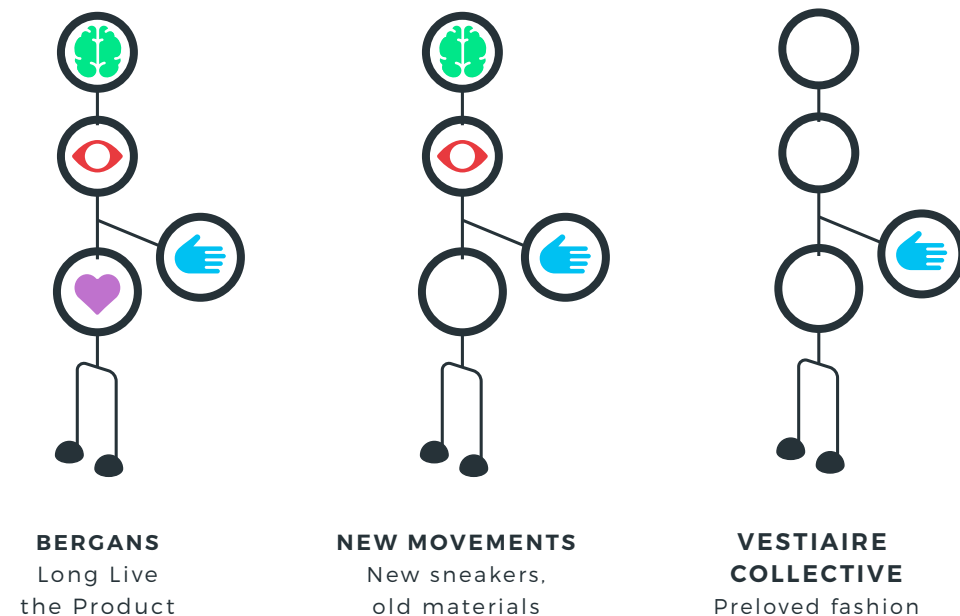 BERGANS
Long Live
the Product
NEW MOVEMENTS
New sneakers,
old materials
VESTIAIRE
COLLECTIVE
Preloved fashion